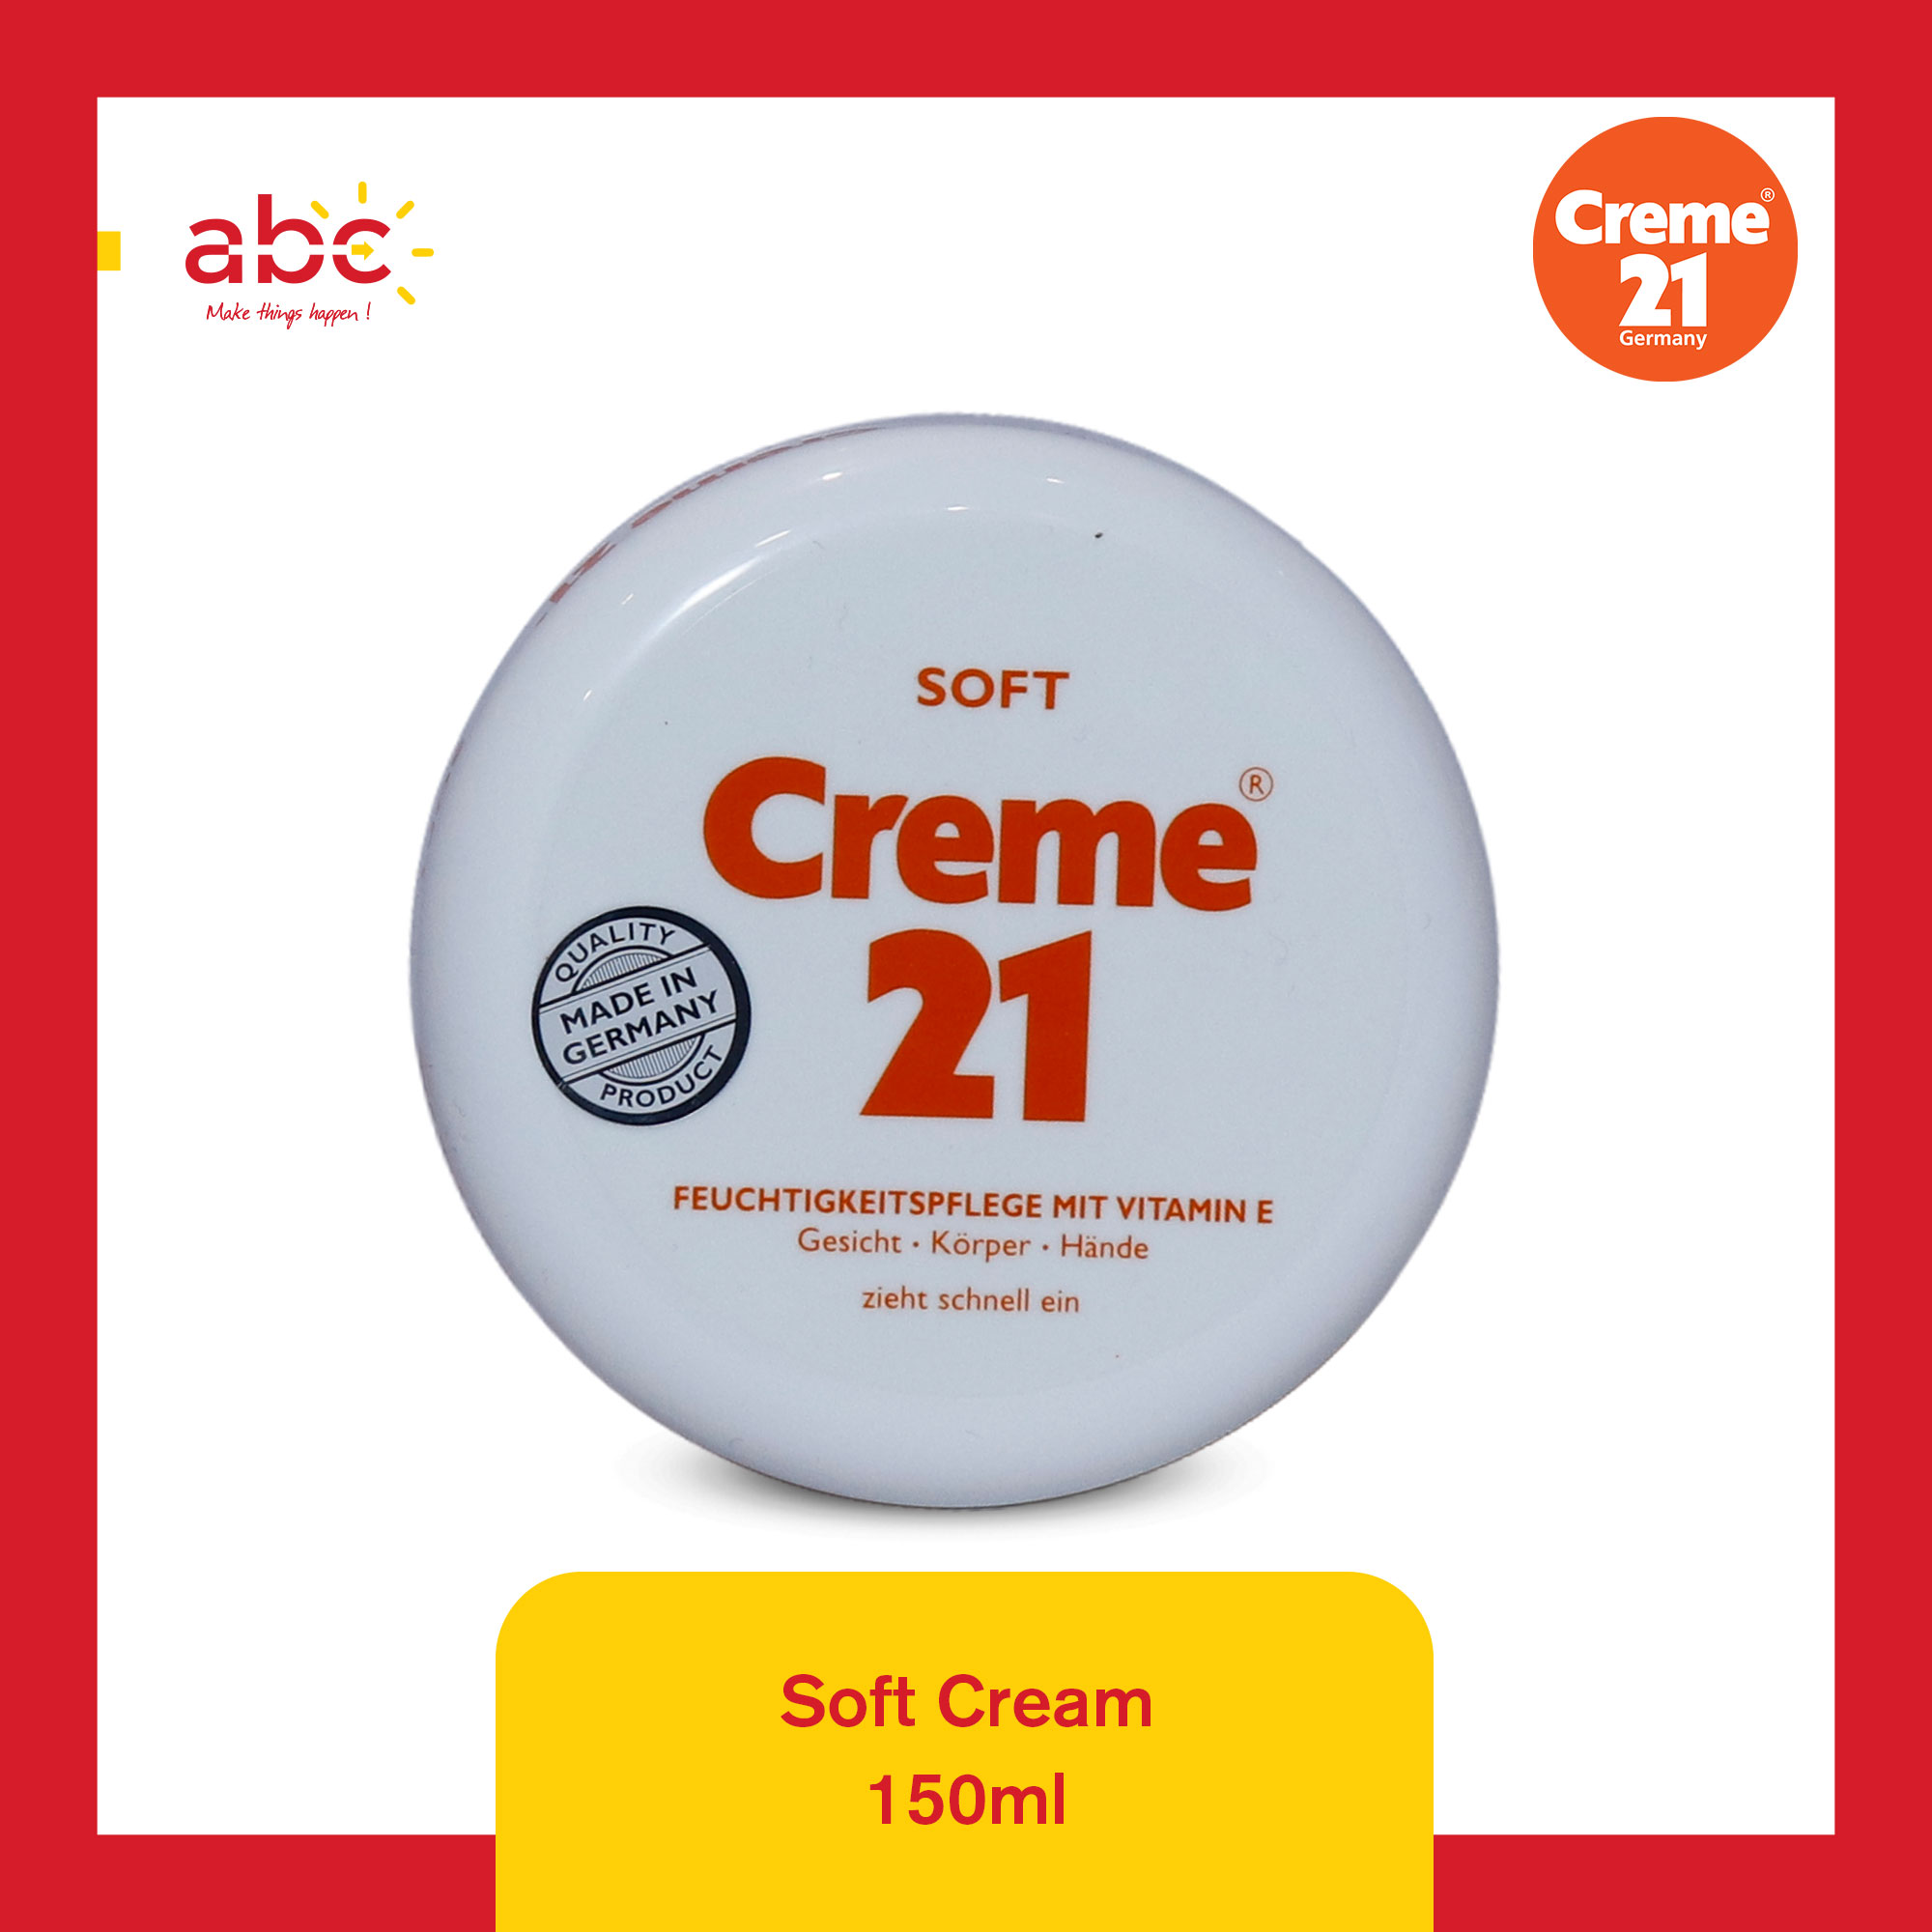 abc
Make things happen !
Creme®
21
Germany
SOFT
Creme®
21
QUALITY
MADE IN
GERMANY
PRODUCT
FEUCHTIGKEITSPFLEGE MIT VITAMIN E
Gesicht · Körper · Hände
zieht schnell ein
Soft Cream
150ml